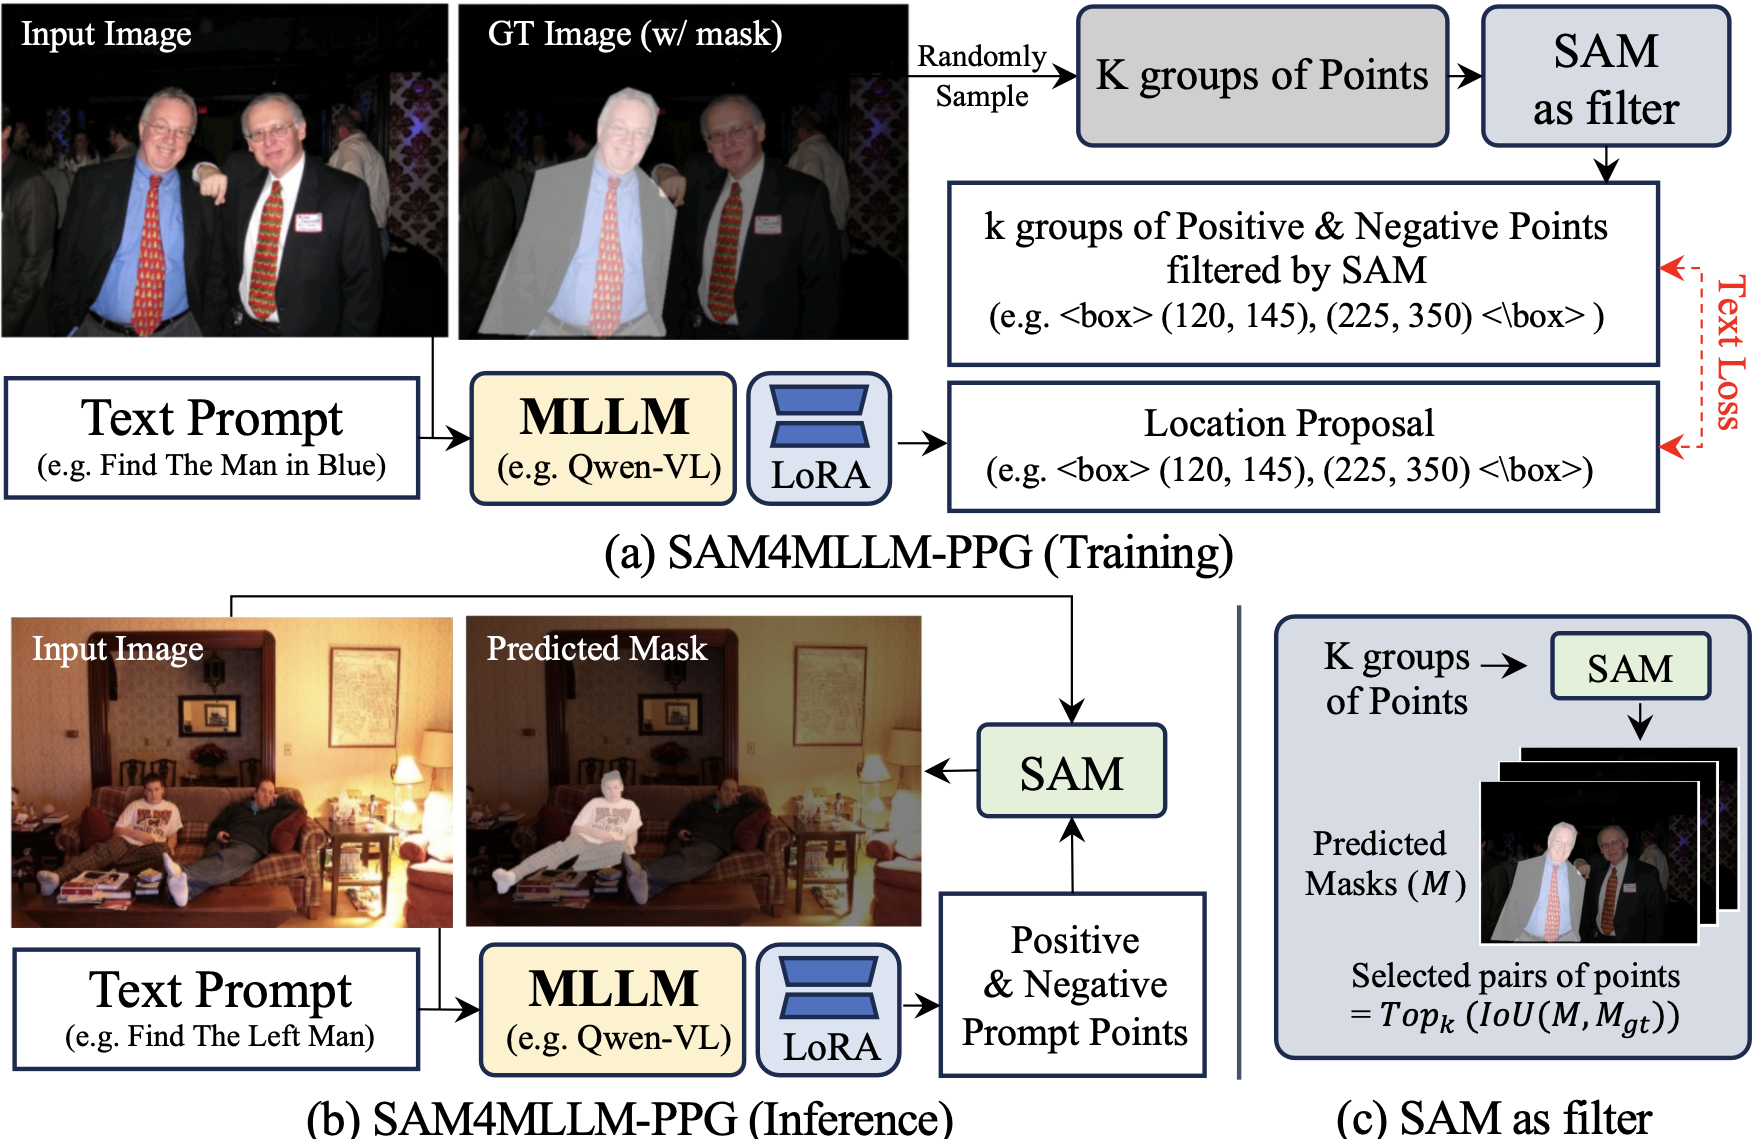 Input Image
GT Image (w/ mask)
Randomly
Sample
K groups of Points
SAM
as filter
k groups of Positive & Negative Points
filtered by SAM
(e.g. <box> (120, 145), (225, 350) <\box> )
Text Loss
Text Prompt
(e.g. Find The Man in Blue)
MLLM
(e.g. Qwen-VL)
LoRA
Location Proposal
(e.g. <box> (120, 145), (225, 350) <\box>)
(a) SAM4MLLM-PPG (Training)
Input Image
Predicted Mask
SAM
Text Prompt
(e.g. Find The Left Man)
MLLM
(e.g. Qwen-VL)
LoRA
Positive
& Negative
Prompt Points
(b) SAM4MLLM-PPG (Inference)
K groups
of Points
SAM
Predicted
Masks (M)
Selected pairs of points
= Top_k (IoU(M, M_gt))
(c) SAM as filter